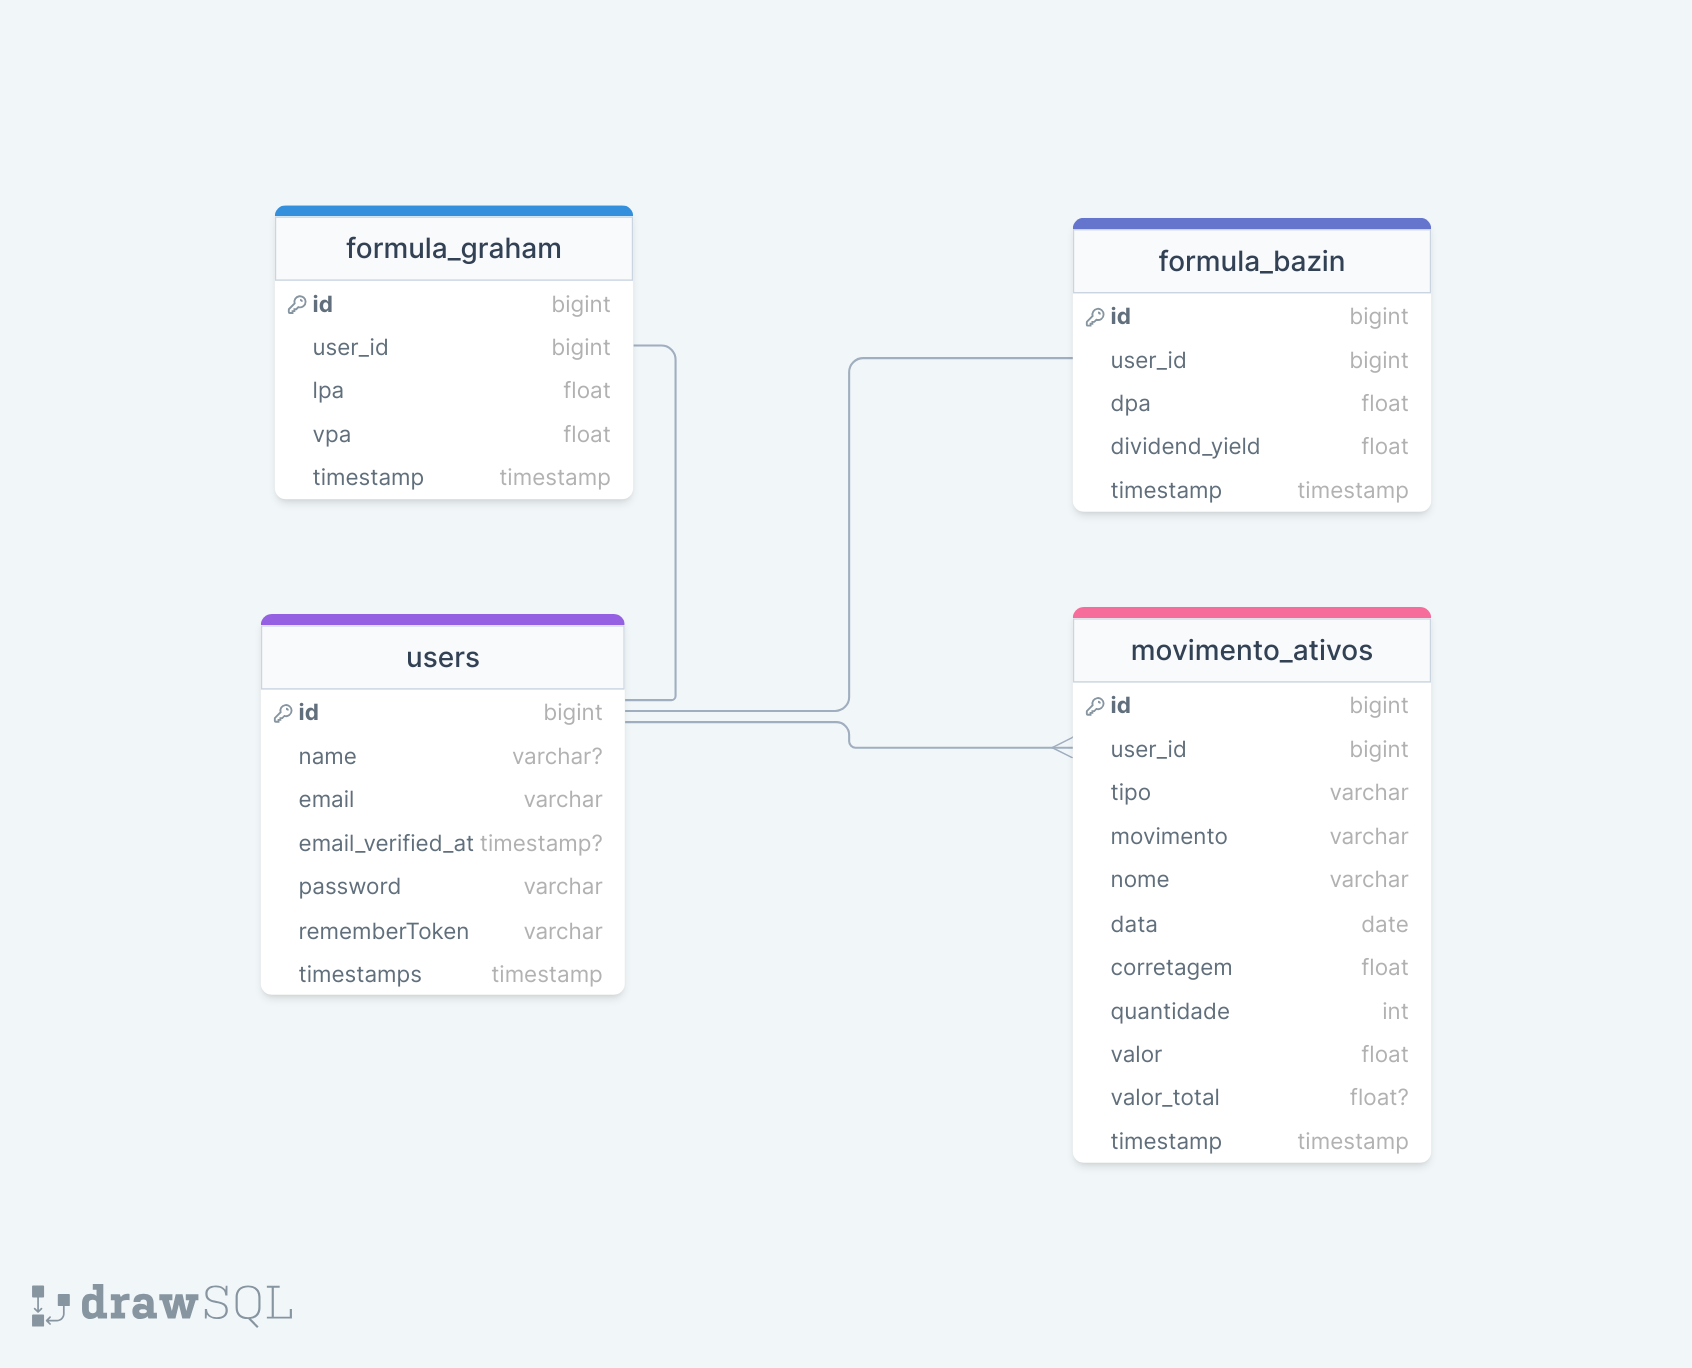 formula_graham
id bigint
user_id bigint
lpa float
vpa float
timestamp timestamp
formula_bazin
id bigint
user_id bigint
dpa float
dividend_yield float
timestamp timestamp
users
id bigint
name varchar?
email varchar
email_verified_at timestamp?
password varchar
rememberToken varchar
timestamps timestamp
movimento_ativos
id bigint
user_id bigint
tipo varchar
movimento varchar
nome varchar
data date
corretagem float
quantidade int
valor float
valor_total float?
timestamp timestamp
drawSQL